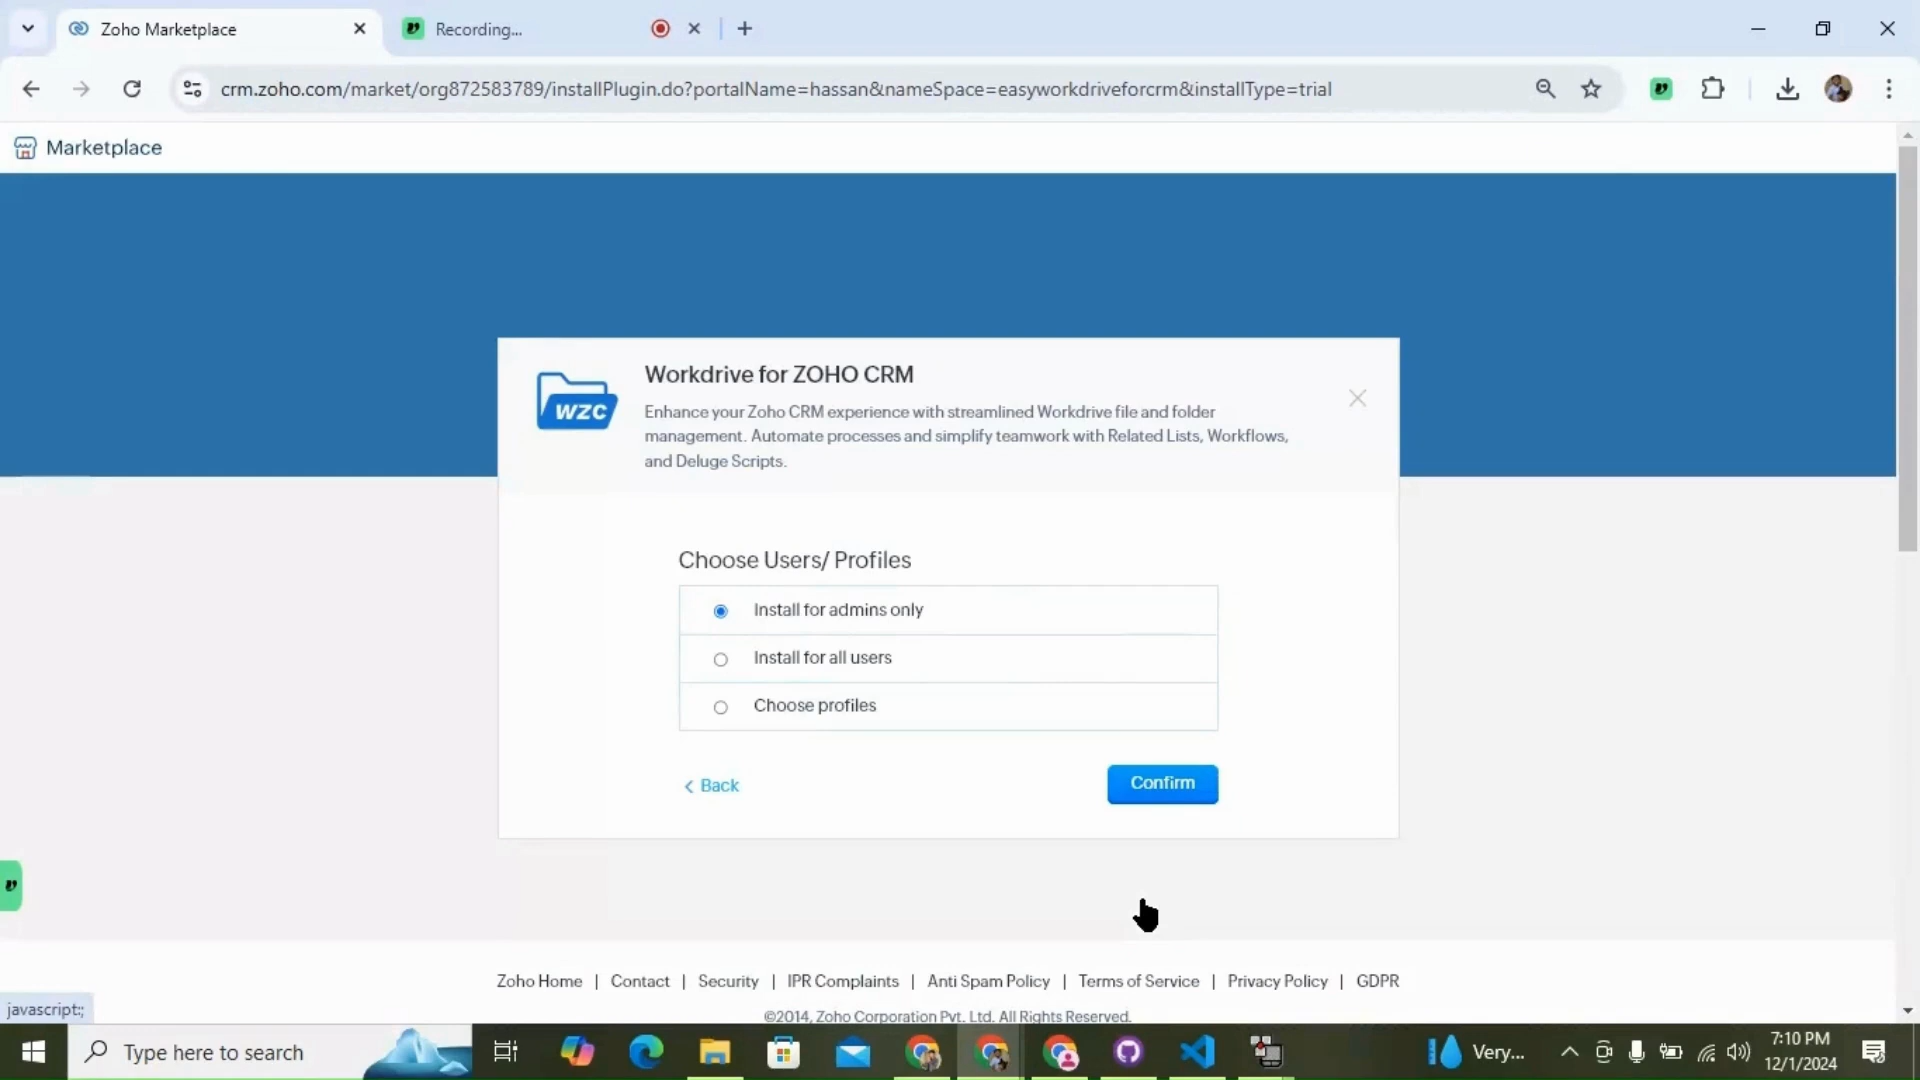 Zoho Marketplace
Recording...
crm.zoho.com/market/org872583789/installPlugin.do?portalName=hassan&nameSpace=easyworkdriveforcrm&installType=trial
Marketplace
WZC
Workdrive for ZOHO CRM
Enhance your Zoho CRM experience with streamlined Workdrive file and folder
management. Automate processes and simplify teamwork with Related Lists, Workflows,
and Deluge Scripts.
Choose Users/ Profiles
Install for admins only
Install for all users
Choose profiles
Back
Confirm
Zoho Home | Contact | Security | IPR Complaints | Anti Spam Policy | Terms of Service | Privacy Policy | GDPR
©2014, Zoho Corporation Pvt. Ltd. All Rights Reserved.
javascript:;
Type here to search
Very...
7:10 PM
12/1/2024